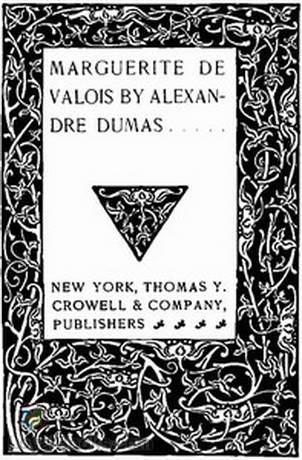 MARGUERITE DE
VALOIS BY ALEXAN-
DRE DUMAS . . . . .
NEW YORK, THOMAS Y.
CROWELL & COMPANY,
PUBLISHERS